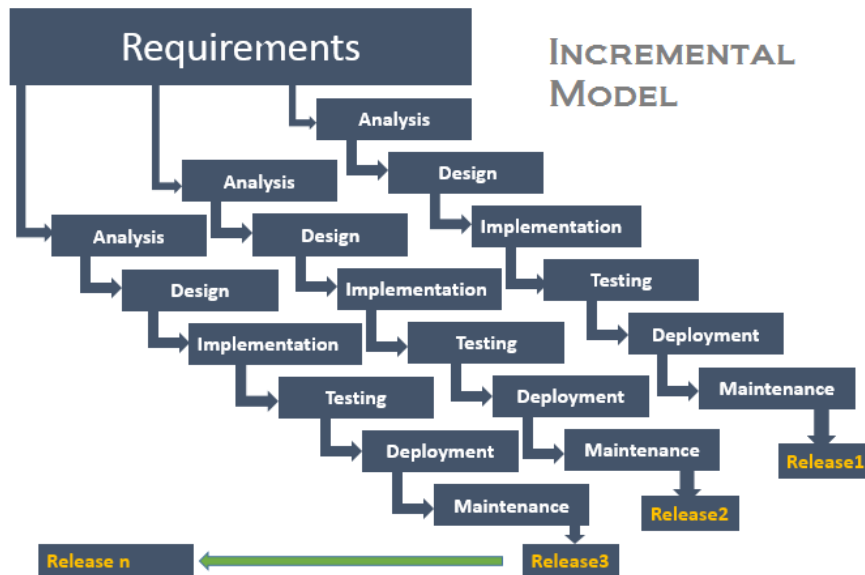 Requirements
INCREMENTAL
MODEL
Analysis
Design
Implementation
Testing
Deployment
Maintenance
Release1
Analysis
Design
Implementation
Testing
Deployment
Maintenance
Release2
Analysis
Design
Implementation
Testing
Deployment
Maintenance
Release3
Release n